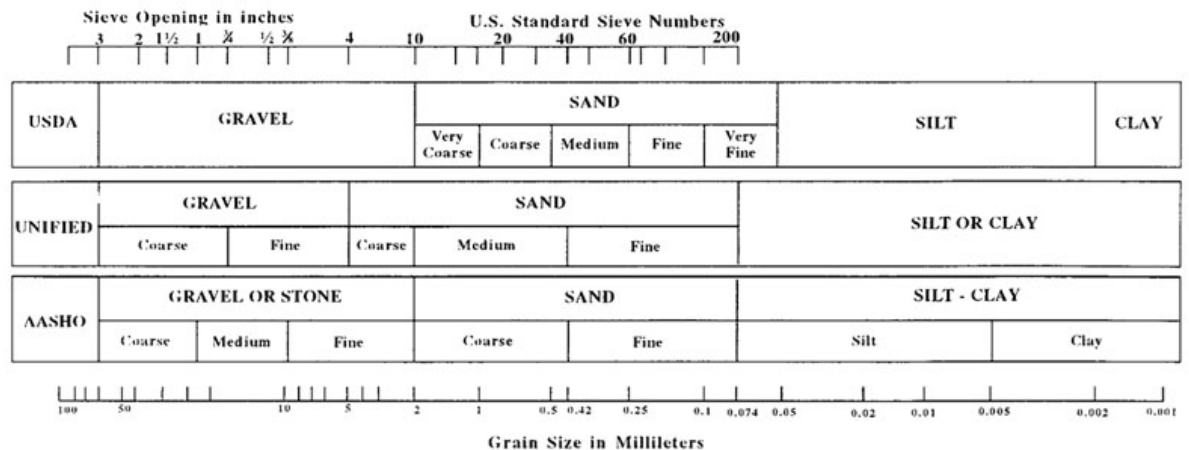 Sieve Opening in inches U.S. Standard Sieve Numbers
3 2 1½ 1 ¾ ½ ⅜ 4 10 20 40 60 200
USDA GRAVEL SAND SILT CLAY
Very Coarse Coarse Medium Fine Very Fine
UNIFIED GRAVEL SAND SILT OR CLAY
Coarse Fine Coarse Medium Fine
AASHO GRAVEL OR STONE SAND SILT - CLAY
Coarse Medium Fine Coarse Fine Silt Clay
100 50 10 5 2 1 0.5 0.42 0.25 0.1 0.074 0.05 0.02 0.01 0.005 0.002 0.001
Grain Size in Millileters